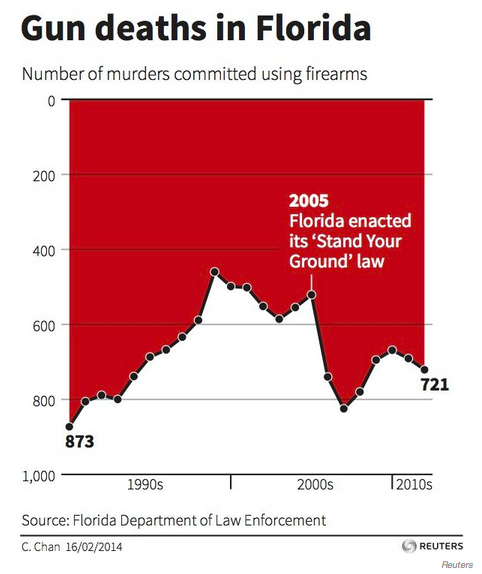 Gun deaths in Florida
Number of murders committed using firearms
0
200
400
600
800
1,000
2005
Florida enacted
its ‘Stand Your
Ground’ law
873
721
1990s
2000s
2010s
Source: Florida Department of Law Enforcement
C. Chan 16/02/2014
REUTERS
Reuters